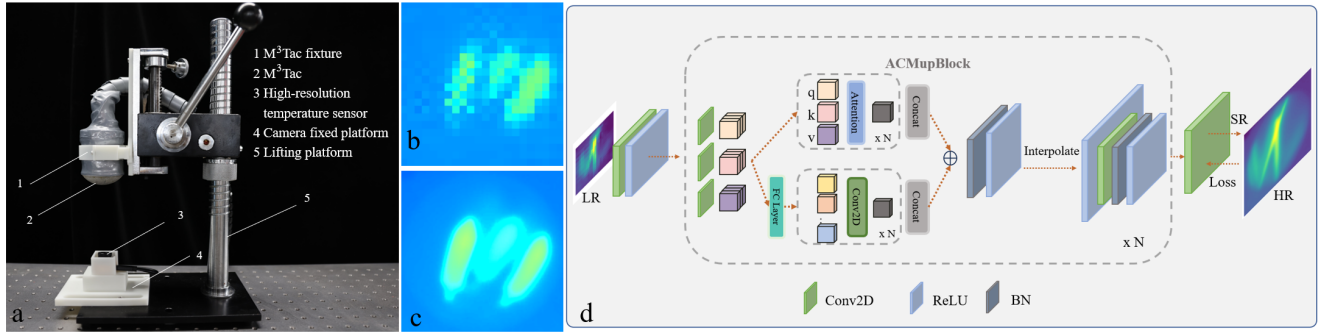 1 M³Tac fixture
2 M³Tac
3 High-resolution
temperature sensor
4 Camera fixed platform
5 Lifting platform
1
2
3
4
5
a
b
c
ACMupBlock
LR
q
k
v
Attention
x N
Concat
FC Layer
Conv2D
x N
Concat
Interpolate
x N
SR
Loss
HR
d
Conv2D
ReLU
BN